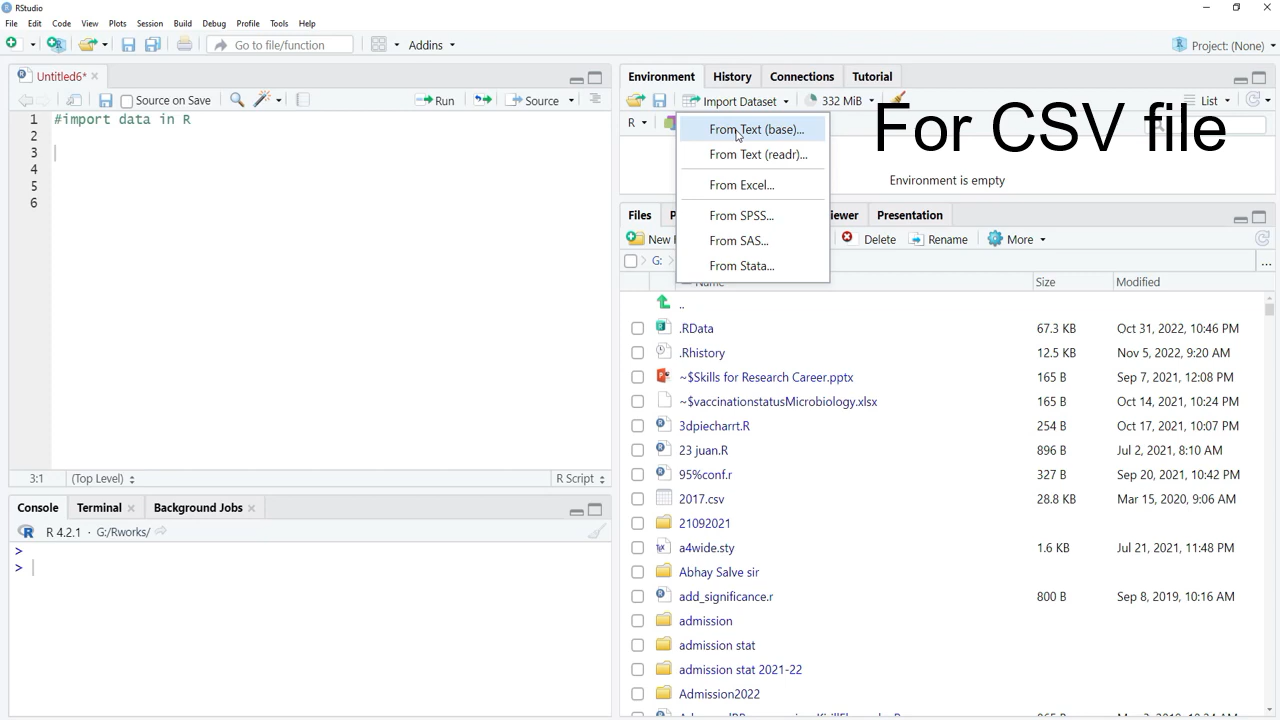 RStudio
File Edit Code View Plots Session Build Debug Profile Tools Help
Go to file/function Addins Project: (None)
Untitled6*
Source on Save Run Source
1 #import data in R
2
3
4
5
6
3:1 (Top Level) R Script
Console Terminal Background Jobs
R 4.2.1 · G:/Rworks/
>
>
Environment History Connections Tutorial
Import Dataset 332 MiB List
R
For CSV file
From Text (base)...
From Text (readr)...
From Excel...
From SPSS...
From SAS...
From Stata...
Environment is empty
Files Presentation
New Delete Rename More
G:
Name Size Modified
..
.RData 67.3 KB Oct 31, 2022, 10:46 PM
.Rhistory 12.5 KB Nov 5, 2022, 9:20 AM
~$Skills for Research Career.pptx 165 B Sep 7, 2021, 12:08 PM
~$vaccinationstatusMicrobiology.xlsx 165 B Oct 14, 2021, 10:24 PM
3dpiecharrt.R 254 B Oct 17, 2021, 10:07 PM
23 juan.R 896 B Jul 2, 2021, 8:10 AM
95%conf.r 327 B Sep 20, 2021, 10:42 PM
2017.csv 28.8 KB Mar 15, 2020, 9:06 AM
21092021
a4wide.sty 1.6 KB Jul 21, 2021, 11:48 PM
Abhay Salve sir
add_significance.r 800 B Sep 8, 2019, 10:16 AM
admission
admission stat
admission stat 2021-22
Admission2022